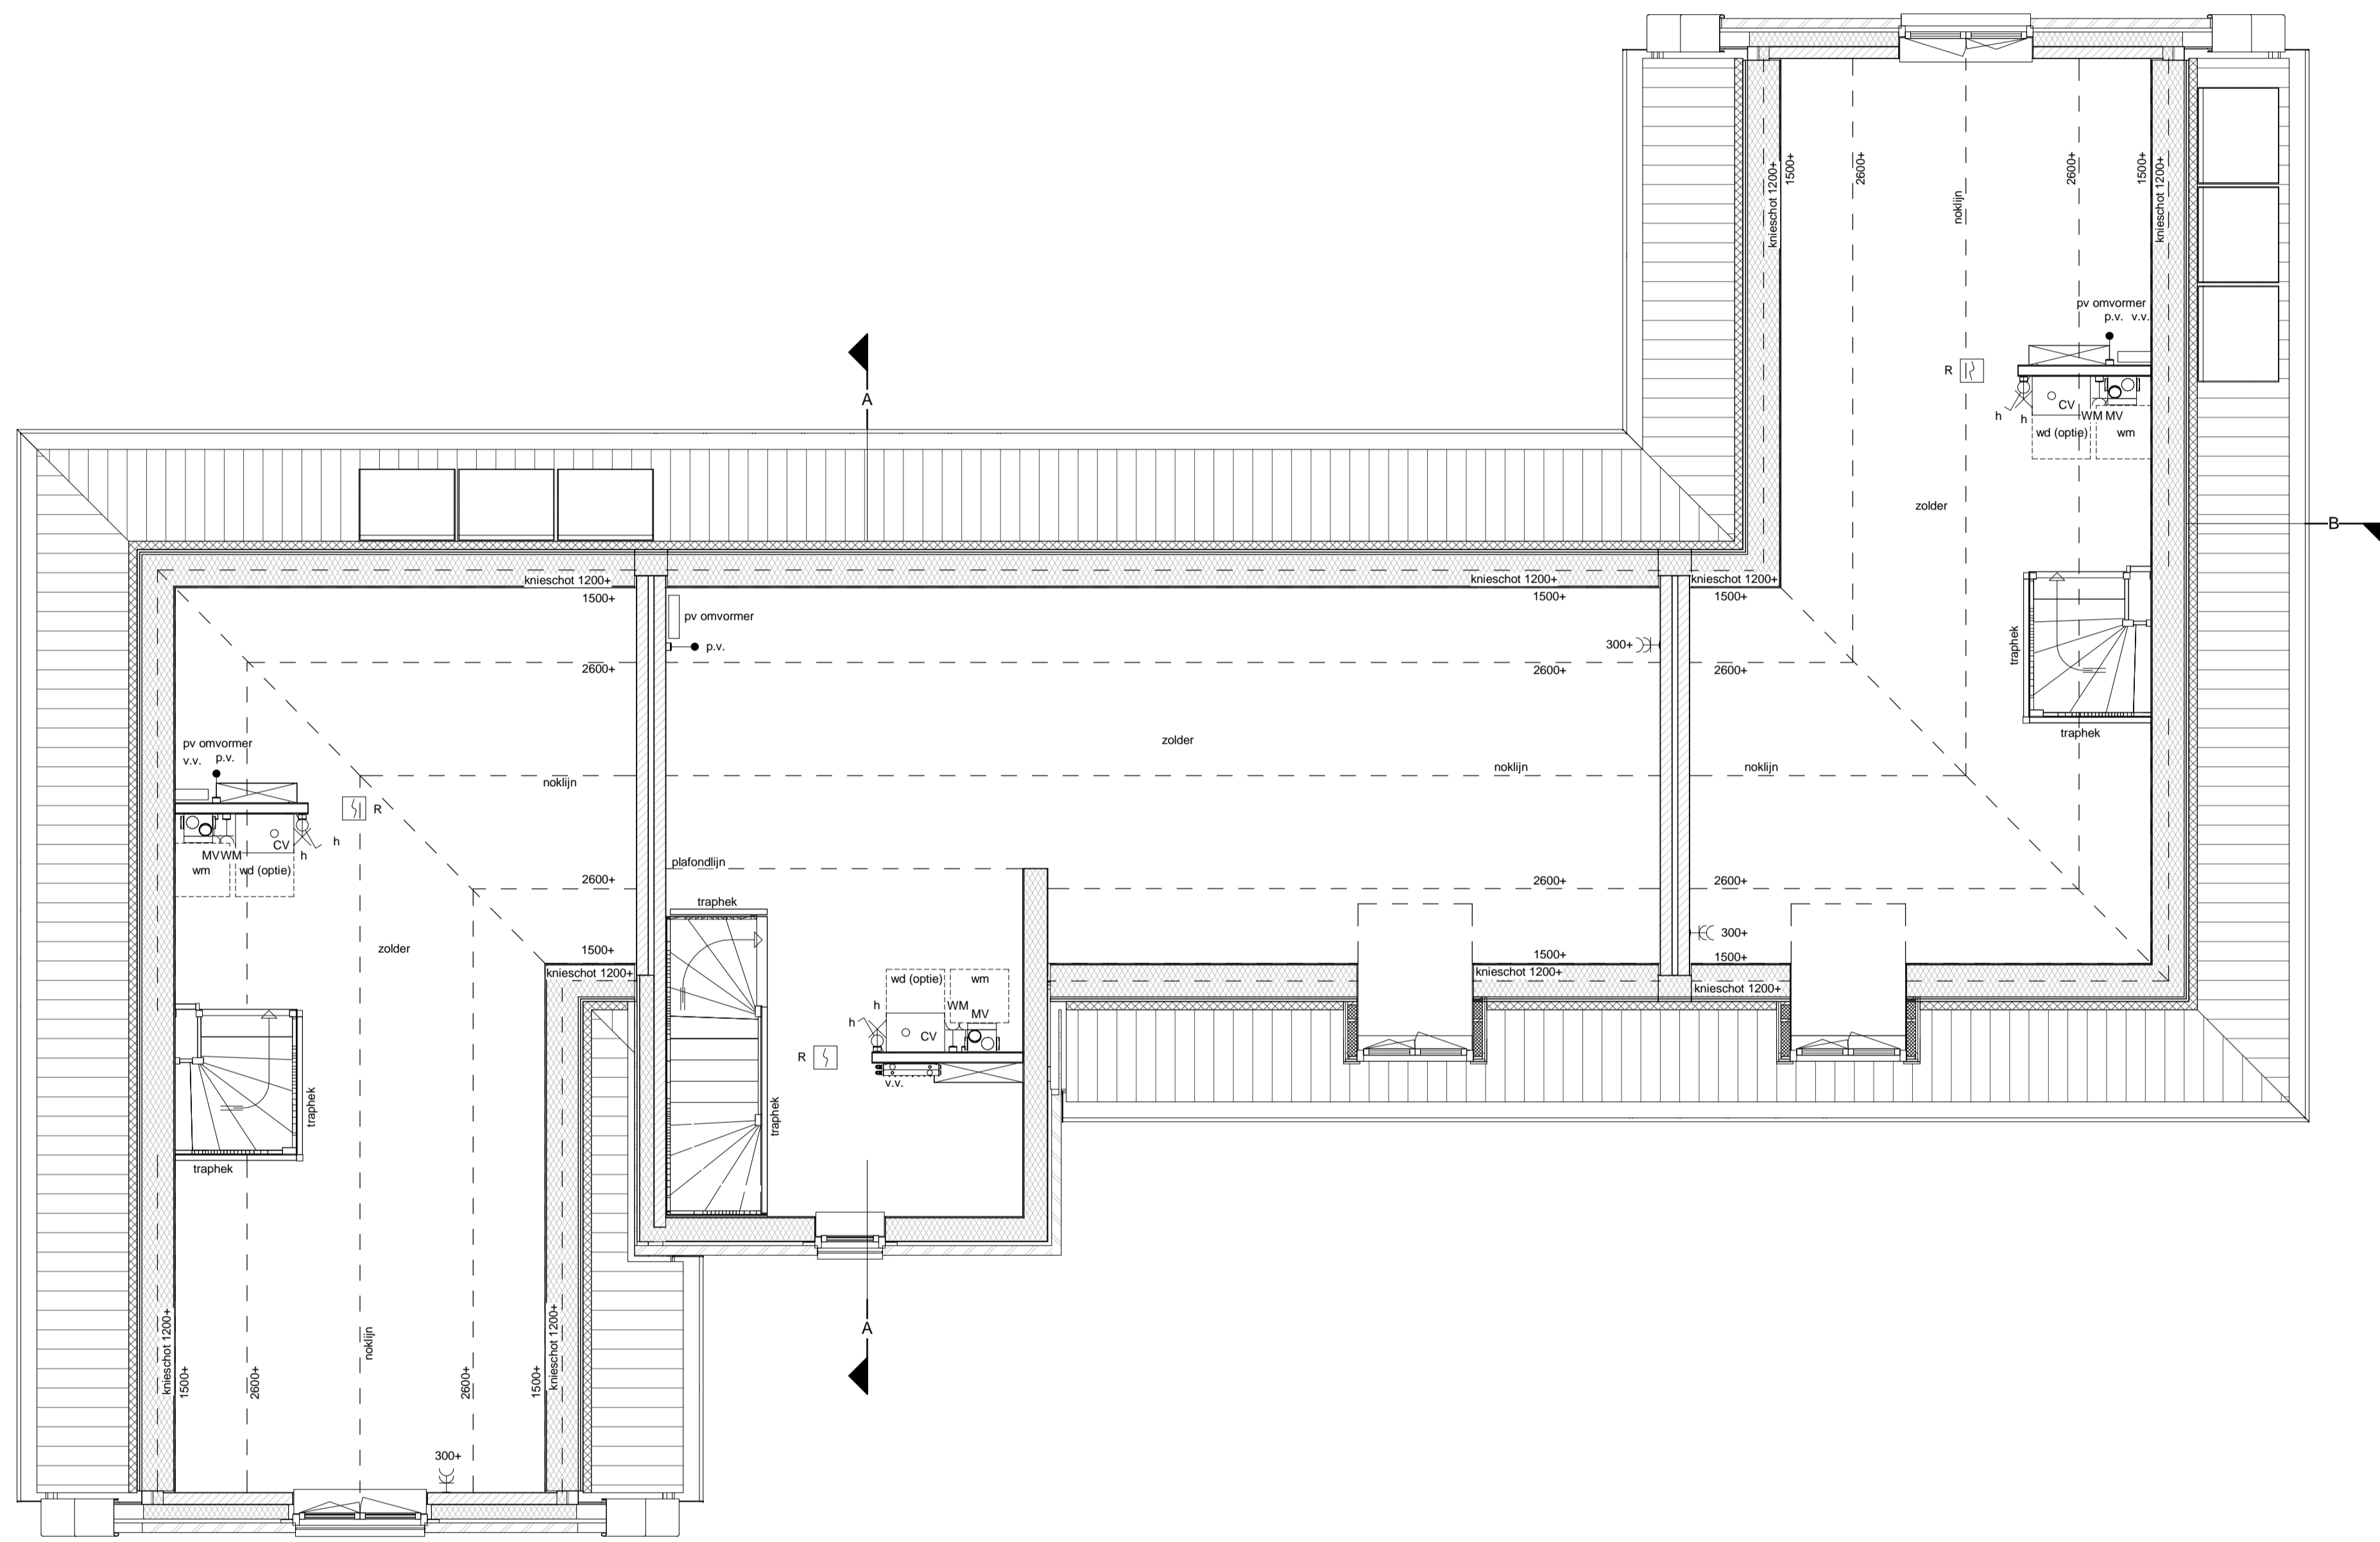 knieschot 1200+
1500+
2600+
noklijn
2600+
1500+
knieschot 1200+
pv omvormer
p.v. v.v.
R
h
h
CV
WM MV
wd (optie)
wm
zolder
B
traphek
traphek
A
knieschot 1200+
1500+
2600+
noklijn
2600+
1500+
knieschot 1200+
pv omvormer
v.v.
p.v.
R
h
h
CV
MV WM
wm
wd (optie)
zolder
traphek
traphek
knieschot 1200+
1500+
2600+
noklijn
2600+
1500+
knieschot 1200+
300+
pv omvormer
p.v.
knieschot 1200+
1500+
300+
2600+
zolder
noklijn
plafondlijn
2600+
1500+
knieschot 1200+
traphek
wd (optie)
wm
h
WM
MV
h
CV
R
v.v.
traphek
knieschot 1200+
1500+
2600+
noklijn
2600+
300+
1500+
knieschot 1200+
A